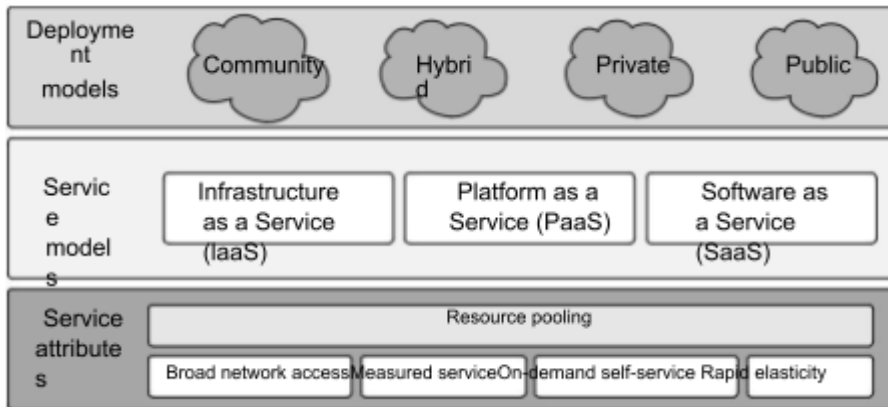 Deployme
nt
models
Community
Hybri
d
Private
Public
Servic
e
model
s
Infrastructure
as a Service
(IaaS)
Platform as a
Service (PaaS)
Software as
a Service
(SaaS)
Service
attribute
s
Resource pooling
Broad network access
Measured service
On-demand self-service
Rapid elasticity